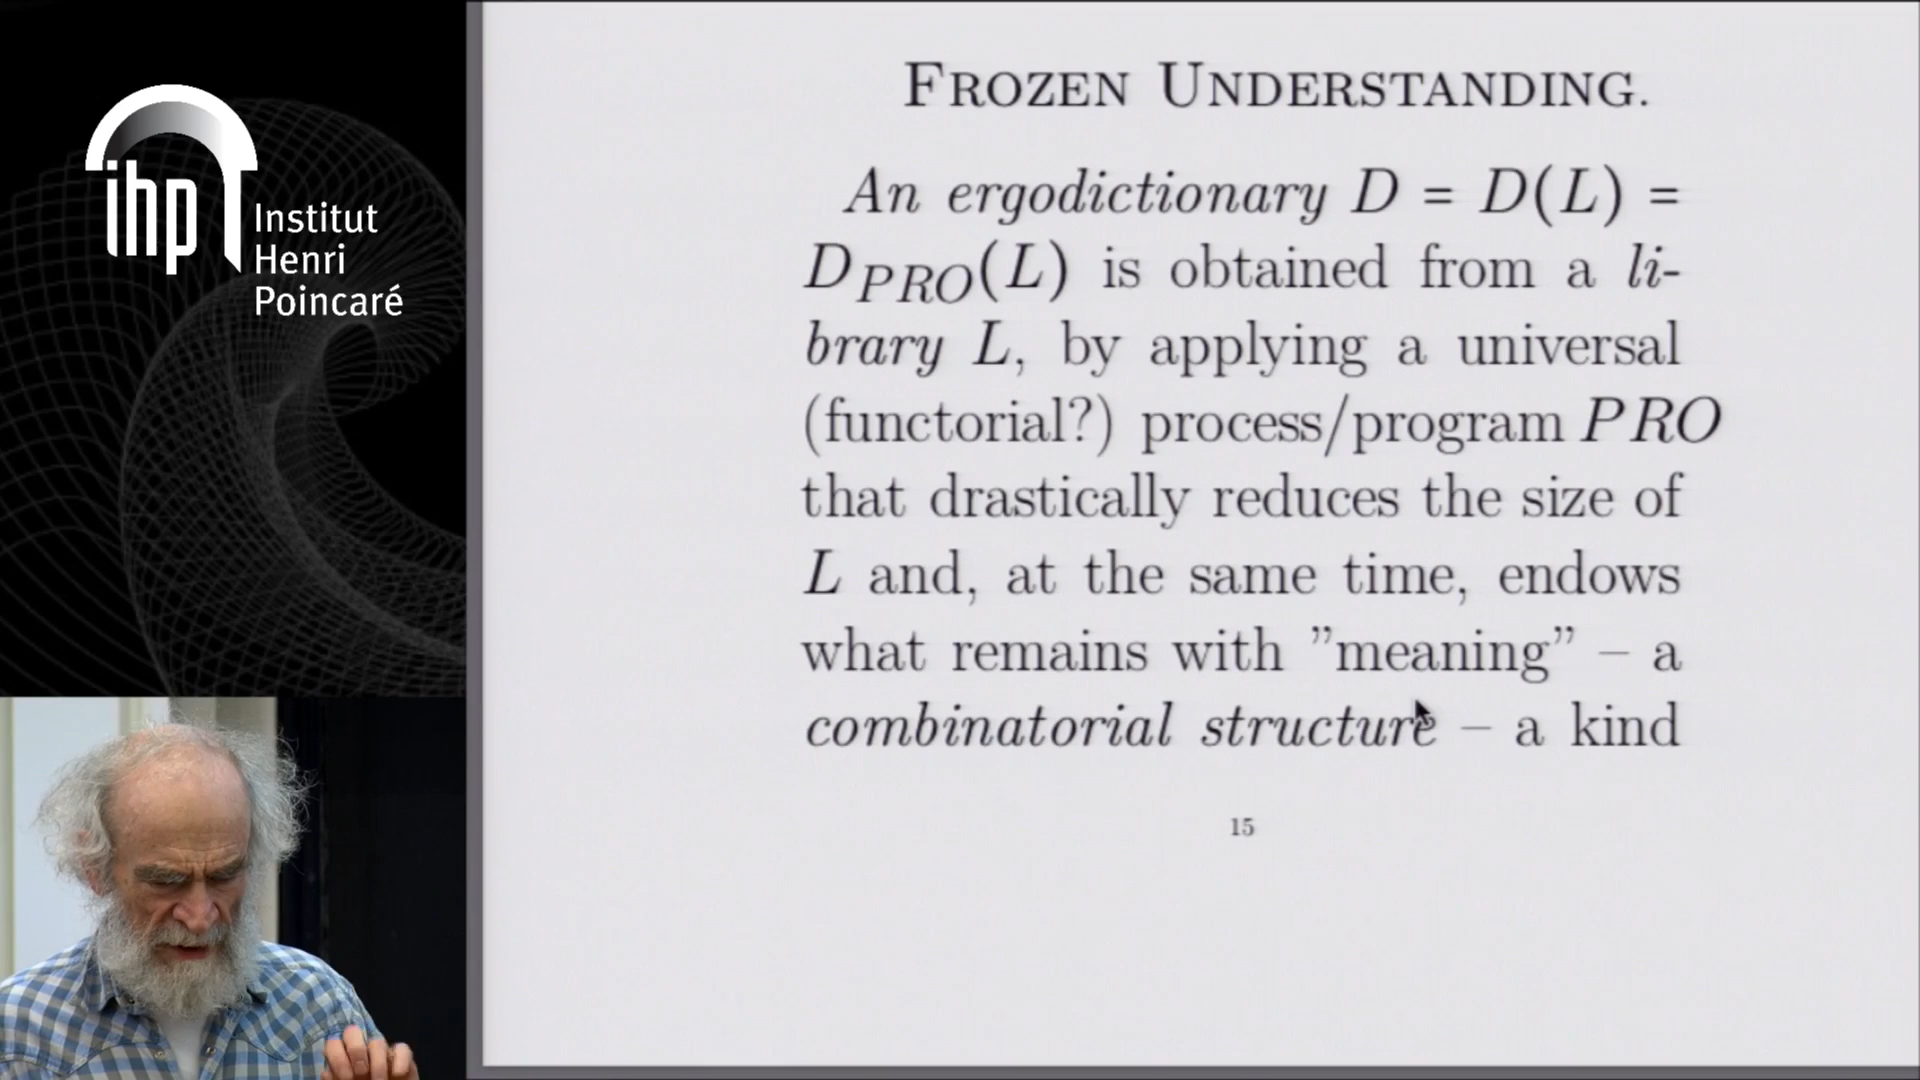 ihp
Institut
Henri
Poincaré
FROZEN UNDERSTANDING.
An ergodictionary D = D(L) =
D_PRO(L) is obtained from a li-
brary L, by applying a universal
(functorial?) process/program PRO
that drastically reduces the size of
L and, at the same time, endows
what remains with ”meaning” – a
combinatorial structure – a kind
15